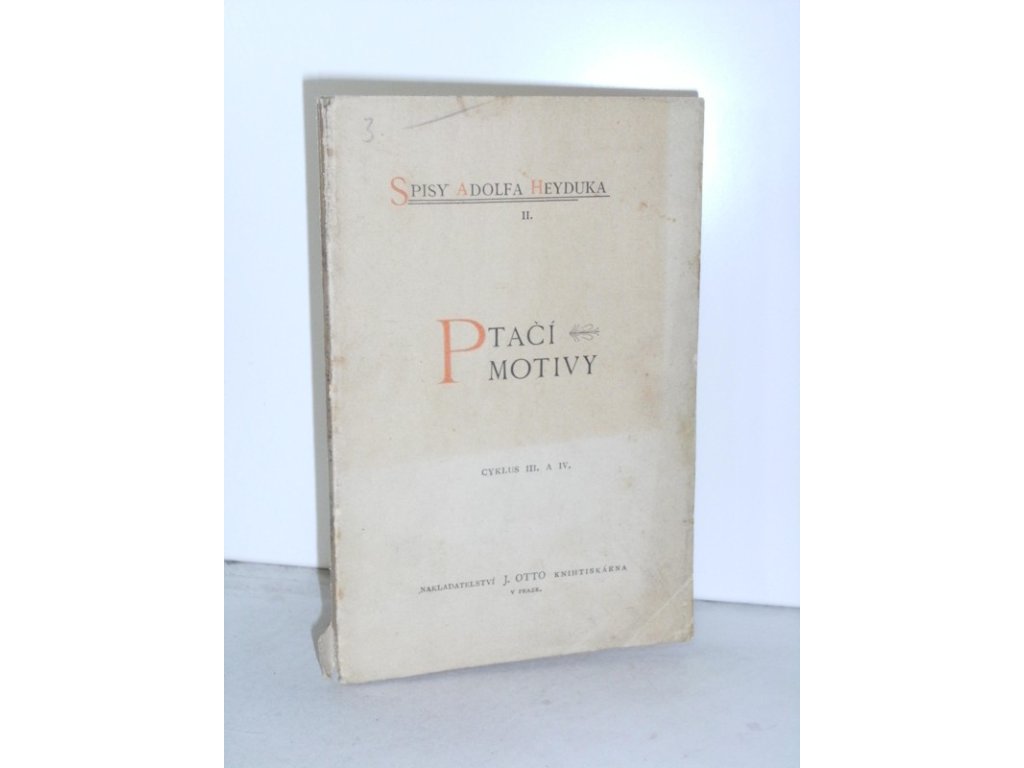 3.
SPISY ADOLFA HEYDUKA
II.
PTAČÍ
MOTIVY
CYKLUS III. A IV.
NAKLADATELSTVÍ J. OTTO KNIHTISKÁRNA
V PRAZE.